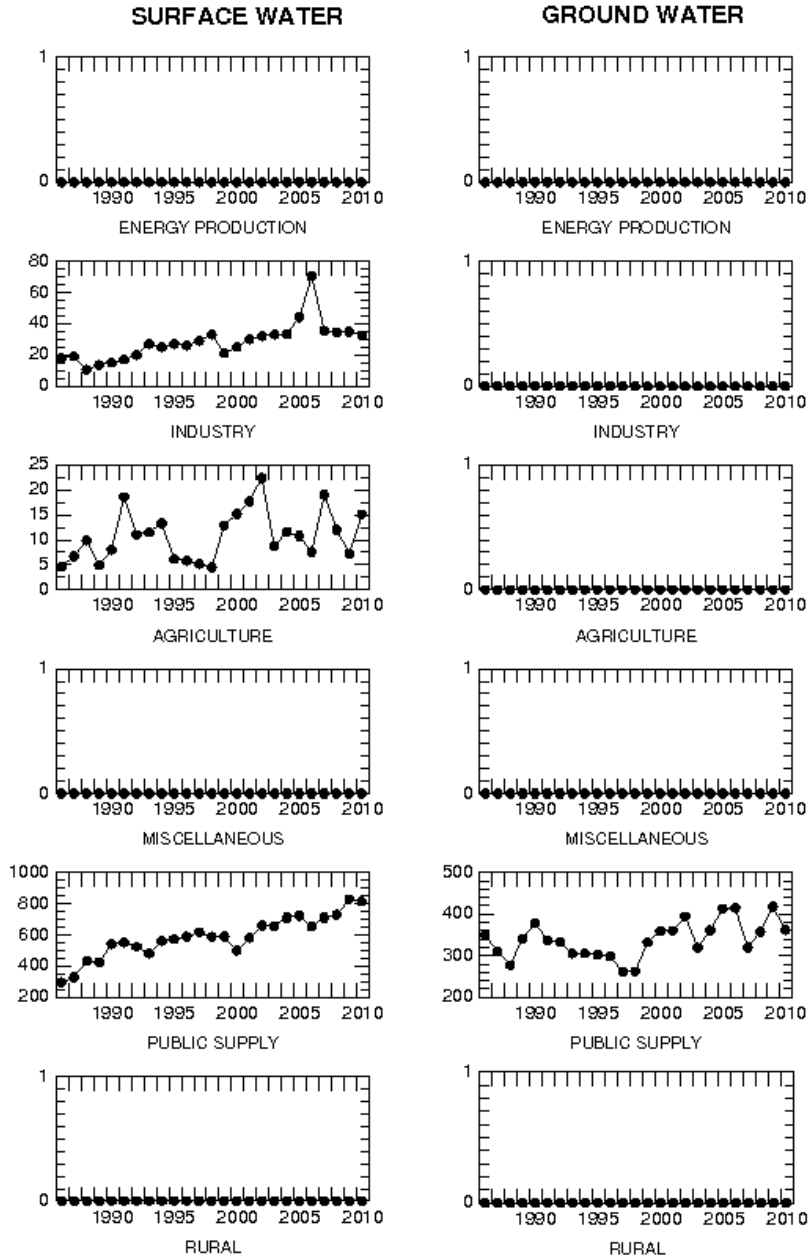 SURFACE WATER GROUND WATER
1 1
0 0
1990 1995 2000 2005 2010 1990 1995 2000 2005 2010
ENERGY PRODUCTION ENERGY PRODUCTION
80 1
60
40
20
0 0
1990 1995 2000 2005 2010 1990 1995 2000 2005 2010
INDUSTRY INDUSTRY
25 1
20
15
10
5
0 0
1990 1995 2000 2005 2010 1990 1995 2000 2005 2010
AGRICULTURE AGRICULTURE
1 1
0 0
1990 1995 2000 2005 2010 1990 1995 2000 2005 2010
MISCELLANEOUS MISCELLANEOUS
1000 500
800 400
600 300
400
200 200
1990 1995 2000 2005 2010 1990 1995 2000 2005 2010
PUBLIC SUPPLY PUBLIC SUPPLY
1 1
0 0
1990 1995 2000 2005 2010 1990 1995 2000 2005 2010
RURAL RURAL